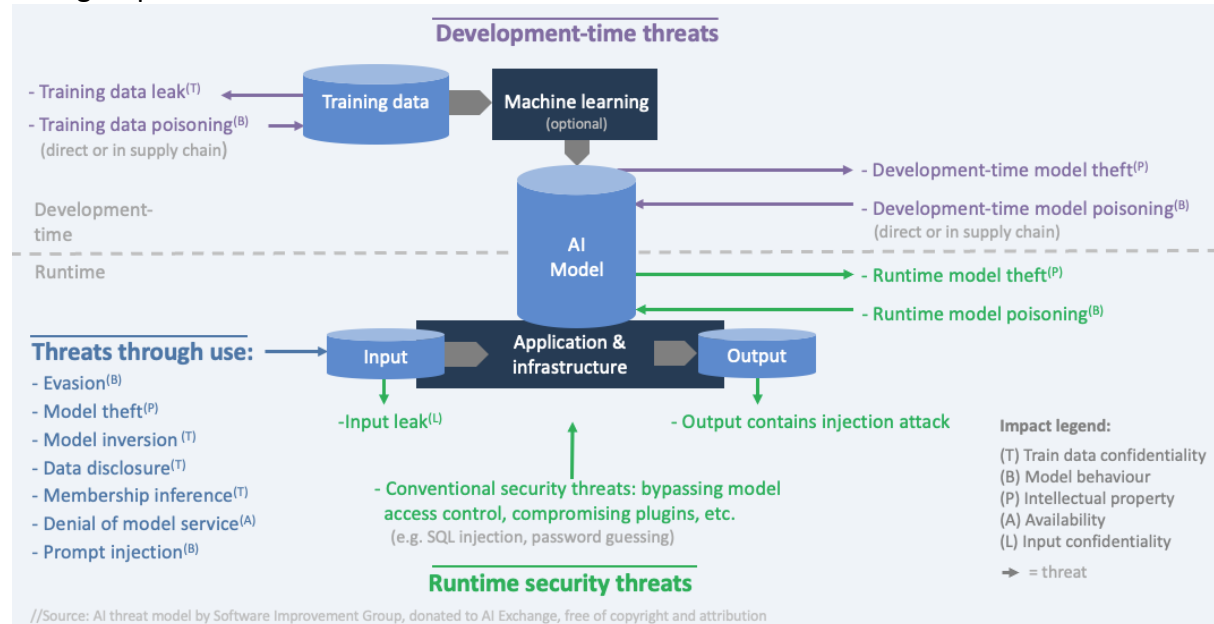 Development-time threats
- Training data leak(T)
- Training data poisoning(B)
(direct or in supply chain)
Training data
Machine learning
(optional)
- Development-time model theft(P)
- Development-time model poisoning(B)
(direct or in supply chain)
Development-
time
AI
Model
Runtime
- Runtime model theft(P)
- Runtime model poisoning(B)
Threats through use:
- Evasion(B)
- Model theft(P)
- Model inversion (T)
- Data disclosure(T)
- Membership inference(T)
- Denial of model service(A)
- Prompt injection(B)
Input
Application &
infrastructure
Output
-Input leak(L)
- Output contains injection attack
- Conventional security threats: bypassing model
access control, compromising plugins, etc.
(e.g. SQL injection, password guessing)
Runtime security threats
Impact legend:
(T) Train data confidentiality
(B) Model behaviour
(P) Intellectual property
(A) Availability
(L) Input confidentiality
= threat
//Source: AI threat model by Software Improvement Group, donated to AI Exchange, free of copyright and attribution